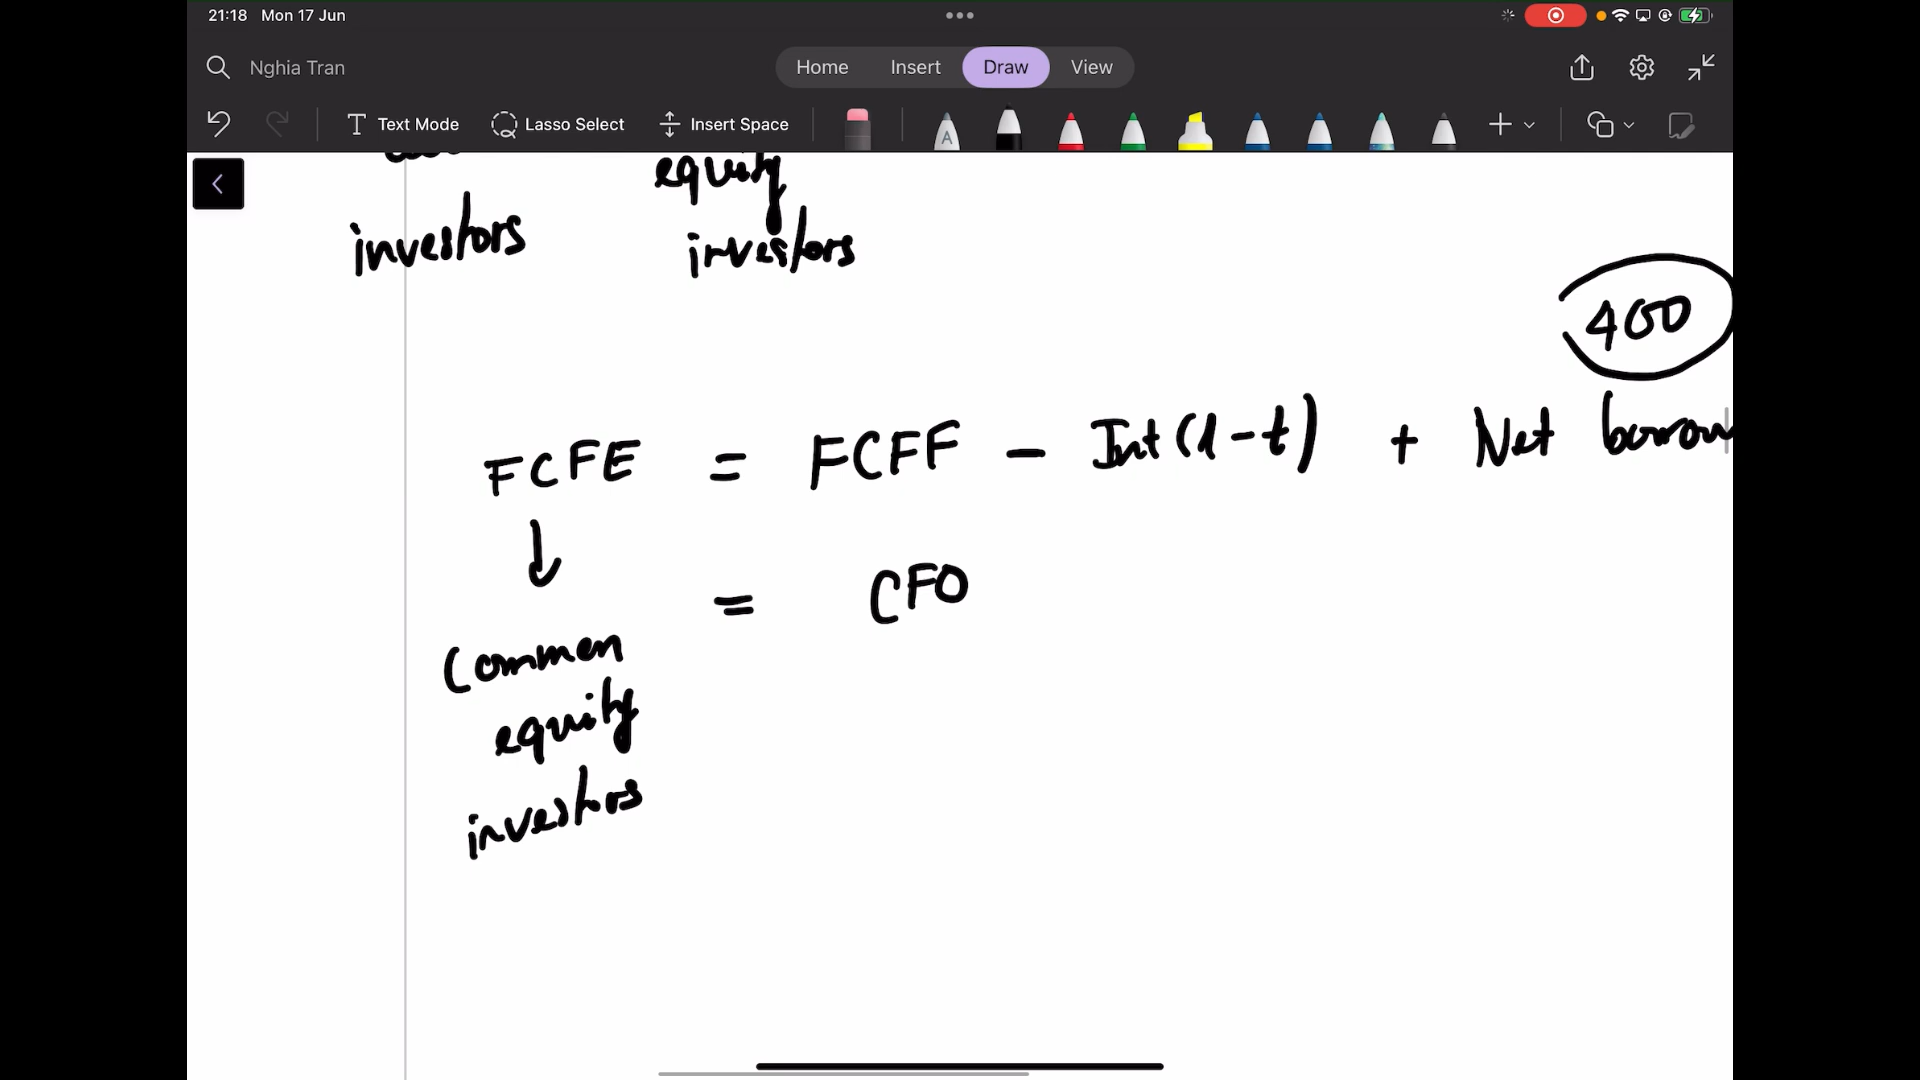 21:18 Mon 17 Jun
Nghia Tran
Home Insert Draw View
Text Mode Lasso Select Insert Space
A
equity
investors investors
400
FCFE = FCFF - Int(1-t) + Net borrow
= CFO
Common
equity
investors